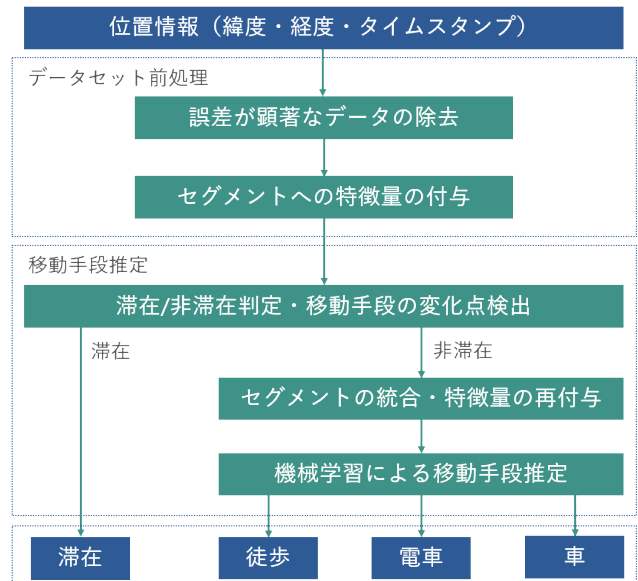 位置情報（緯度・経度・タイムスタンプ）
データセット前処理
誤差が顕著なデータの除去
セグメントへの特徴量の付与
移動手段推定
滞在/非滞在判定・移動手段の変化点検出
滞在
非滞在
セグメントの統合・特徴量の再付与
機械学習による移動手段推定
滞在
徒歩
電車
車